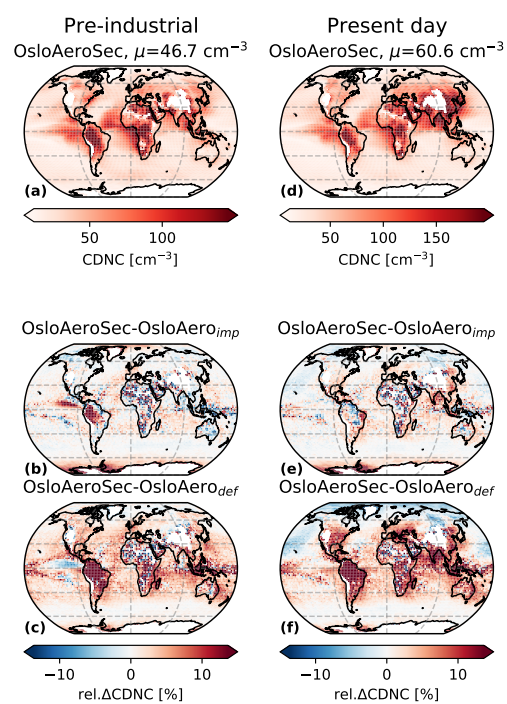 Pre-industrial
OsloAeroSec, μ=46.7 cm⁻³
(a)
50 100
CDNC [cm⁻³]
Present day
OsloAeroSec, μ=60.6 cm⁻³
(d)
50 100 150
CDNC [cm⁻³]
OsloAeroSec-OsloAero_imp
(b)
OsloAeroSec-OsloAero_imp
(e)
OsloAeroSec-OsloAero_def
(c)
−10 0 10
rel.ΔCDNC [%]
OsloAeroSec-OsloAero_def
(f)
−10 0 10
rel.ΔCDNC [%]